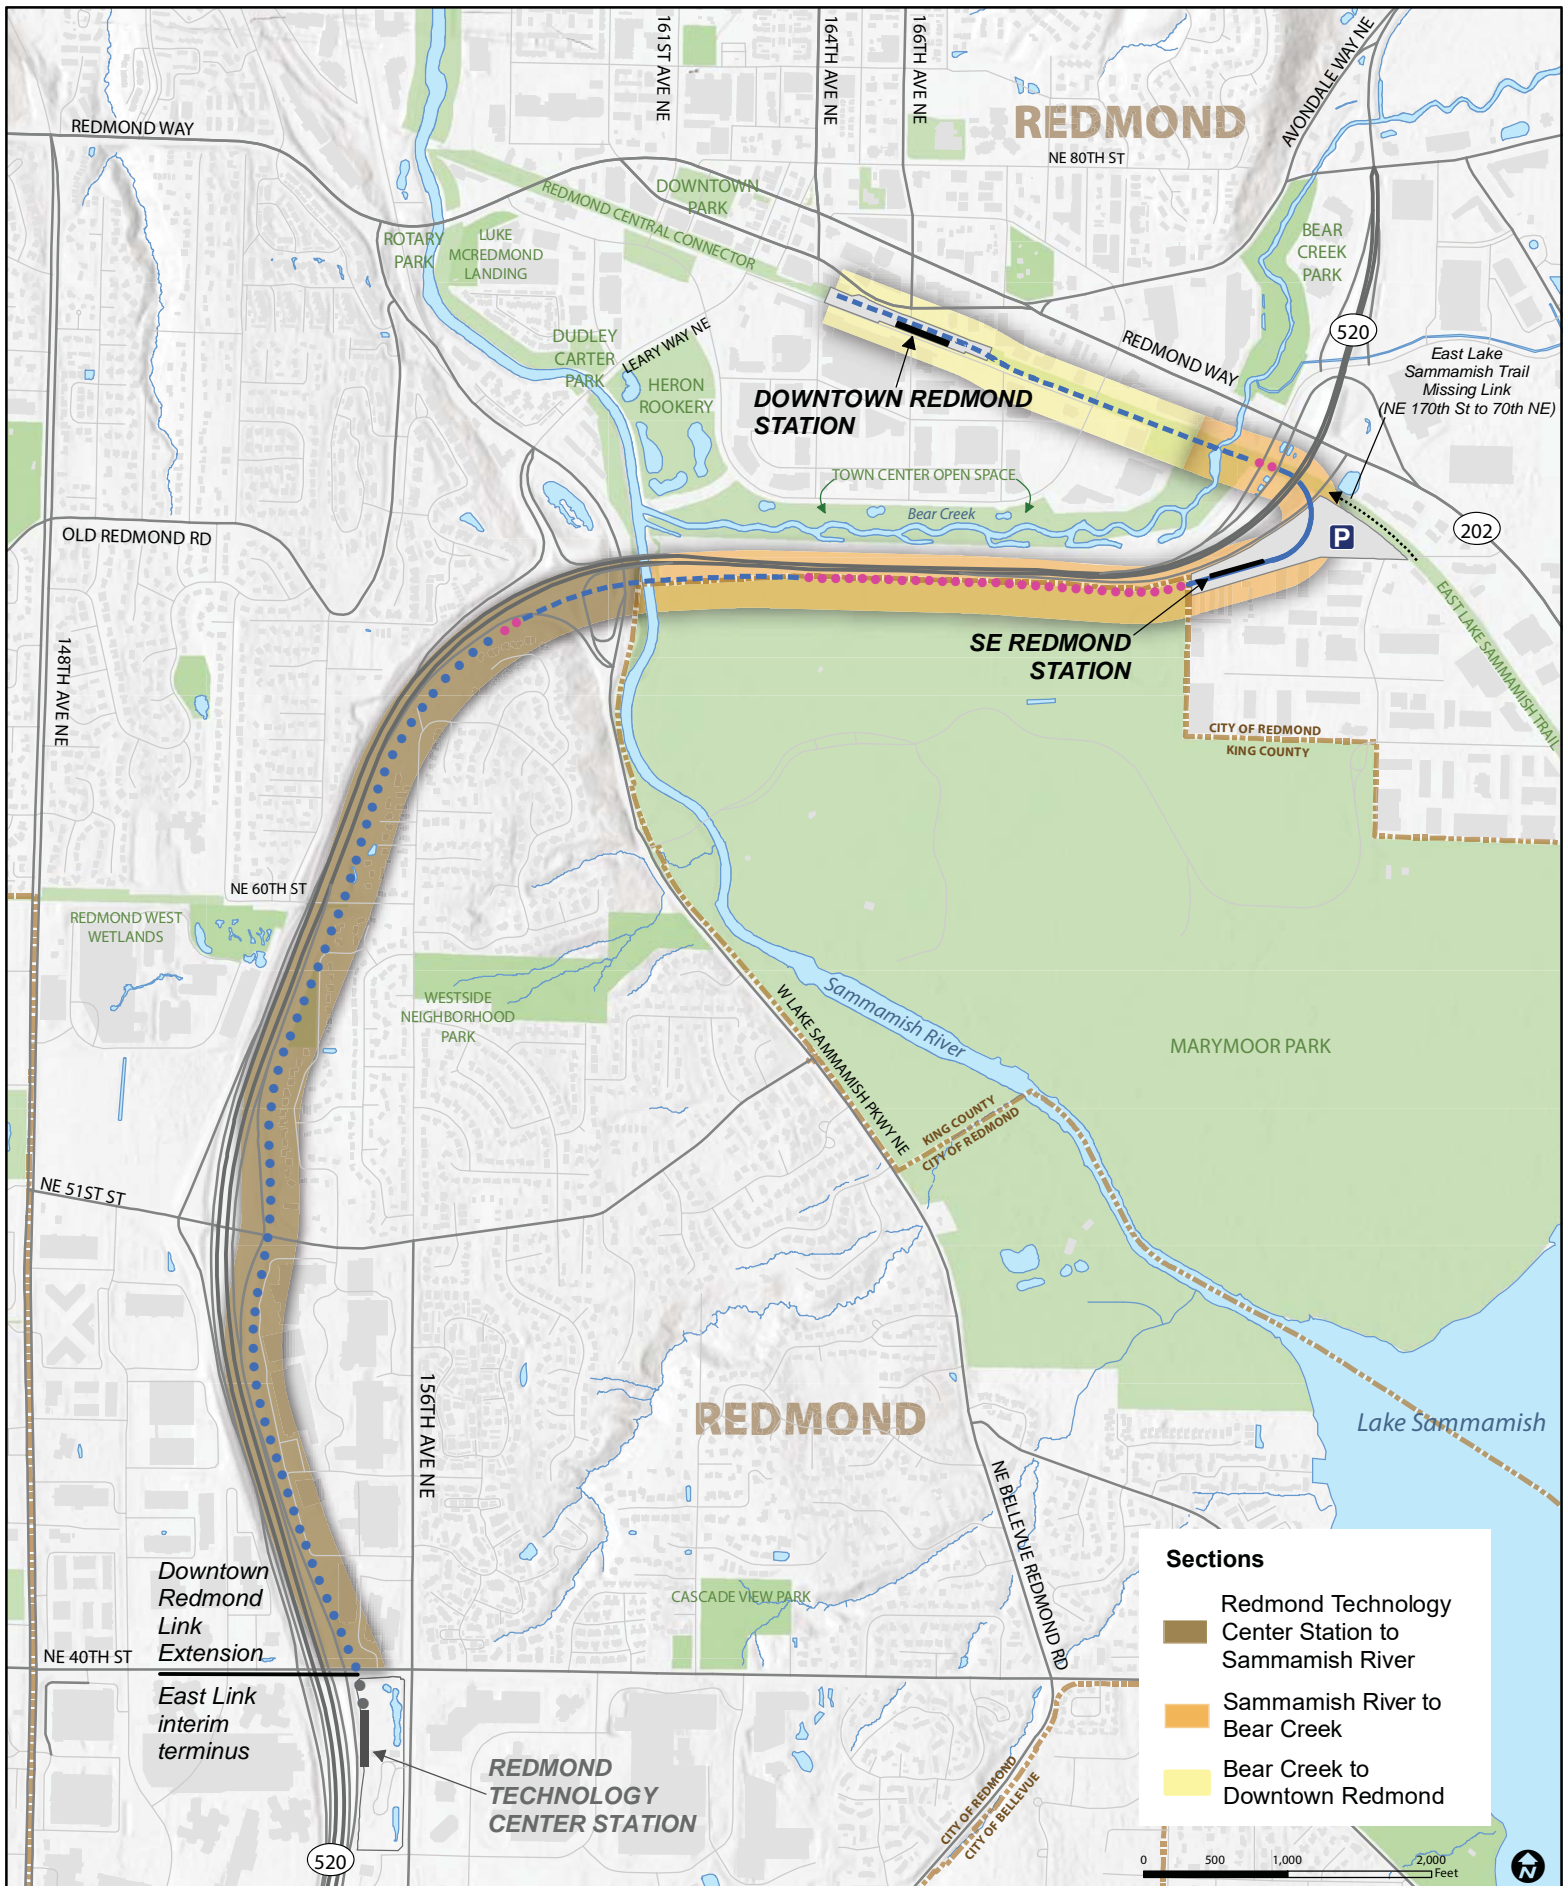 161ST AVE NE
164TH AVE NE
166TH AVE NE
AVONDALE WAY NE
REDMOND WAY
REDMOND
NE 80TH ST
REDMOND CENTRAL CONNECTOR
DOWNTOWN
PARK
ROTARY
PARK
LUKE
MCREDMOND
LANDING
BEAR
CREEK
PARK
520
DUDLEY
CARTER
PARK
LEARY WAY NE
HERON
ROOKERY
REDMOND WAY
East Lake
Sammamish Trail
Missing Link
(NE 170th St to 70th NE)
DOWNTOWN REDMOND
STATION
TOWN CENTER OPEN SPACE
Bear Creek
P
202
OLD REDMOND RD
EAST LAKE SAMMAMISH TRAIL
SE REDMOND
STATION
148TH AVE NE
CITY OF REDMOND
KING COUNTY
NE 60TH ST
REDMOND WEST
WETLANDS
WESTSIDE
NEIGHBORHOOD
PARK
W LAKE SAMMAMISH PKWY NE
Sammamish River
MARYMOOR PARK
KING COUNTY
CITY OF REDMOND
NE 51ST ST
156TH AVE NE
REDMOND
Lake Sammamish
NE BELLEVUE REDMOND RD
Downtown
Redmond
Link
Extension
NE 40TH ST
East Link
interim
terminus
CASCADE VIEW PARK
REDMOND
TECHNOLOGY
CENTER STATION
520
CITY OF REDMOND
CITY OF BELLEVUE
Sections
Redmond Technology
Center Station to
Sammamish River
Sammamish River to
Bear Creek
Bear Creek to
Downtown Redmond
0 500 1,000 2,000
Feet
N